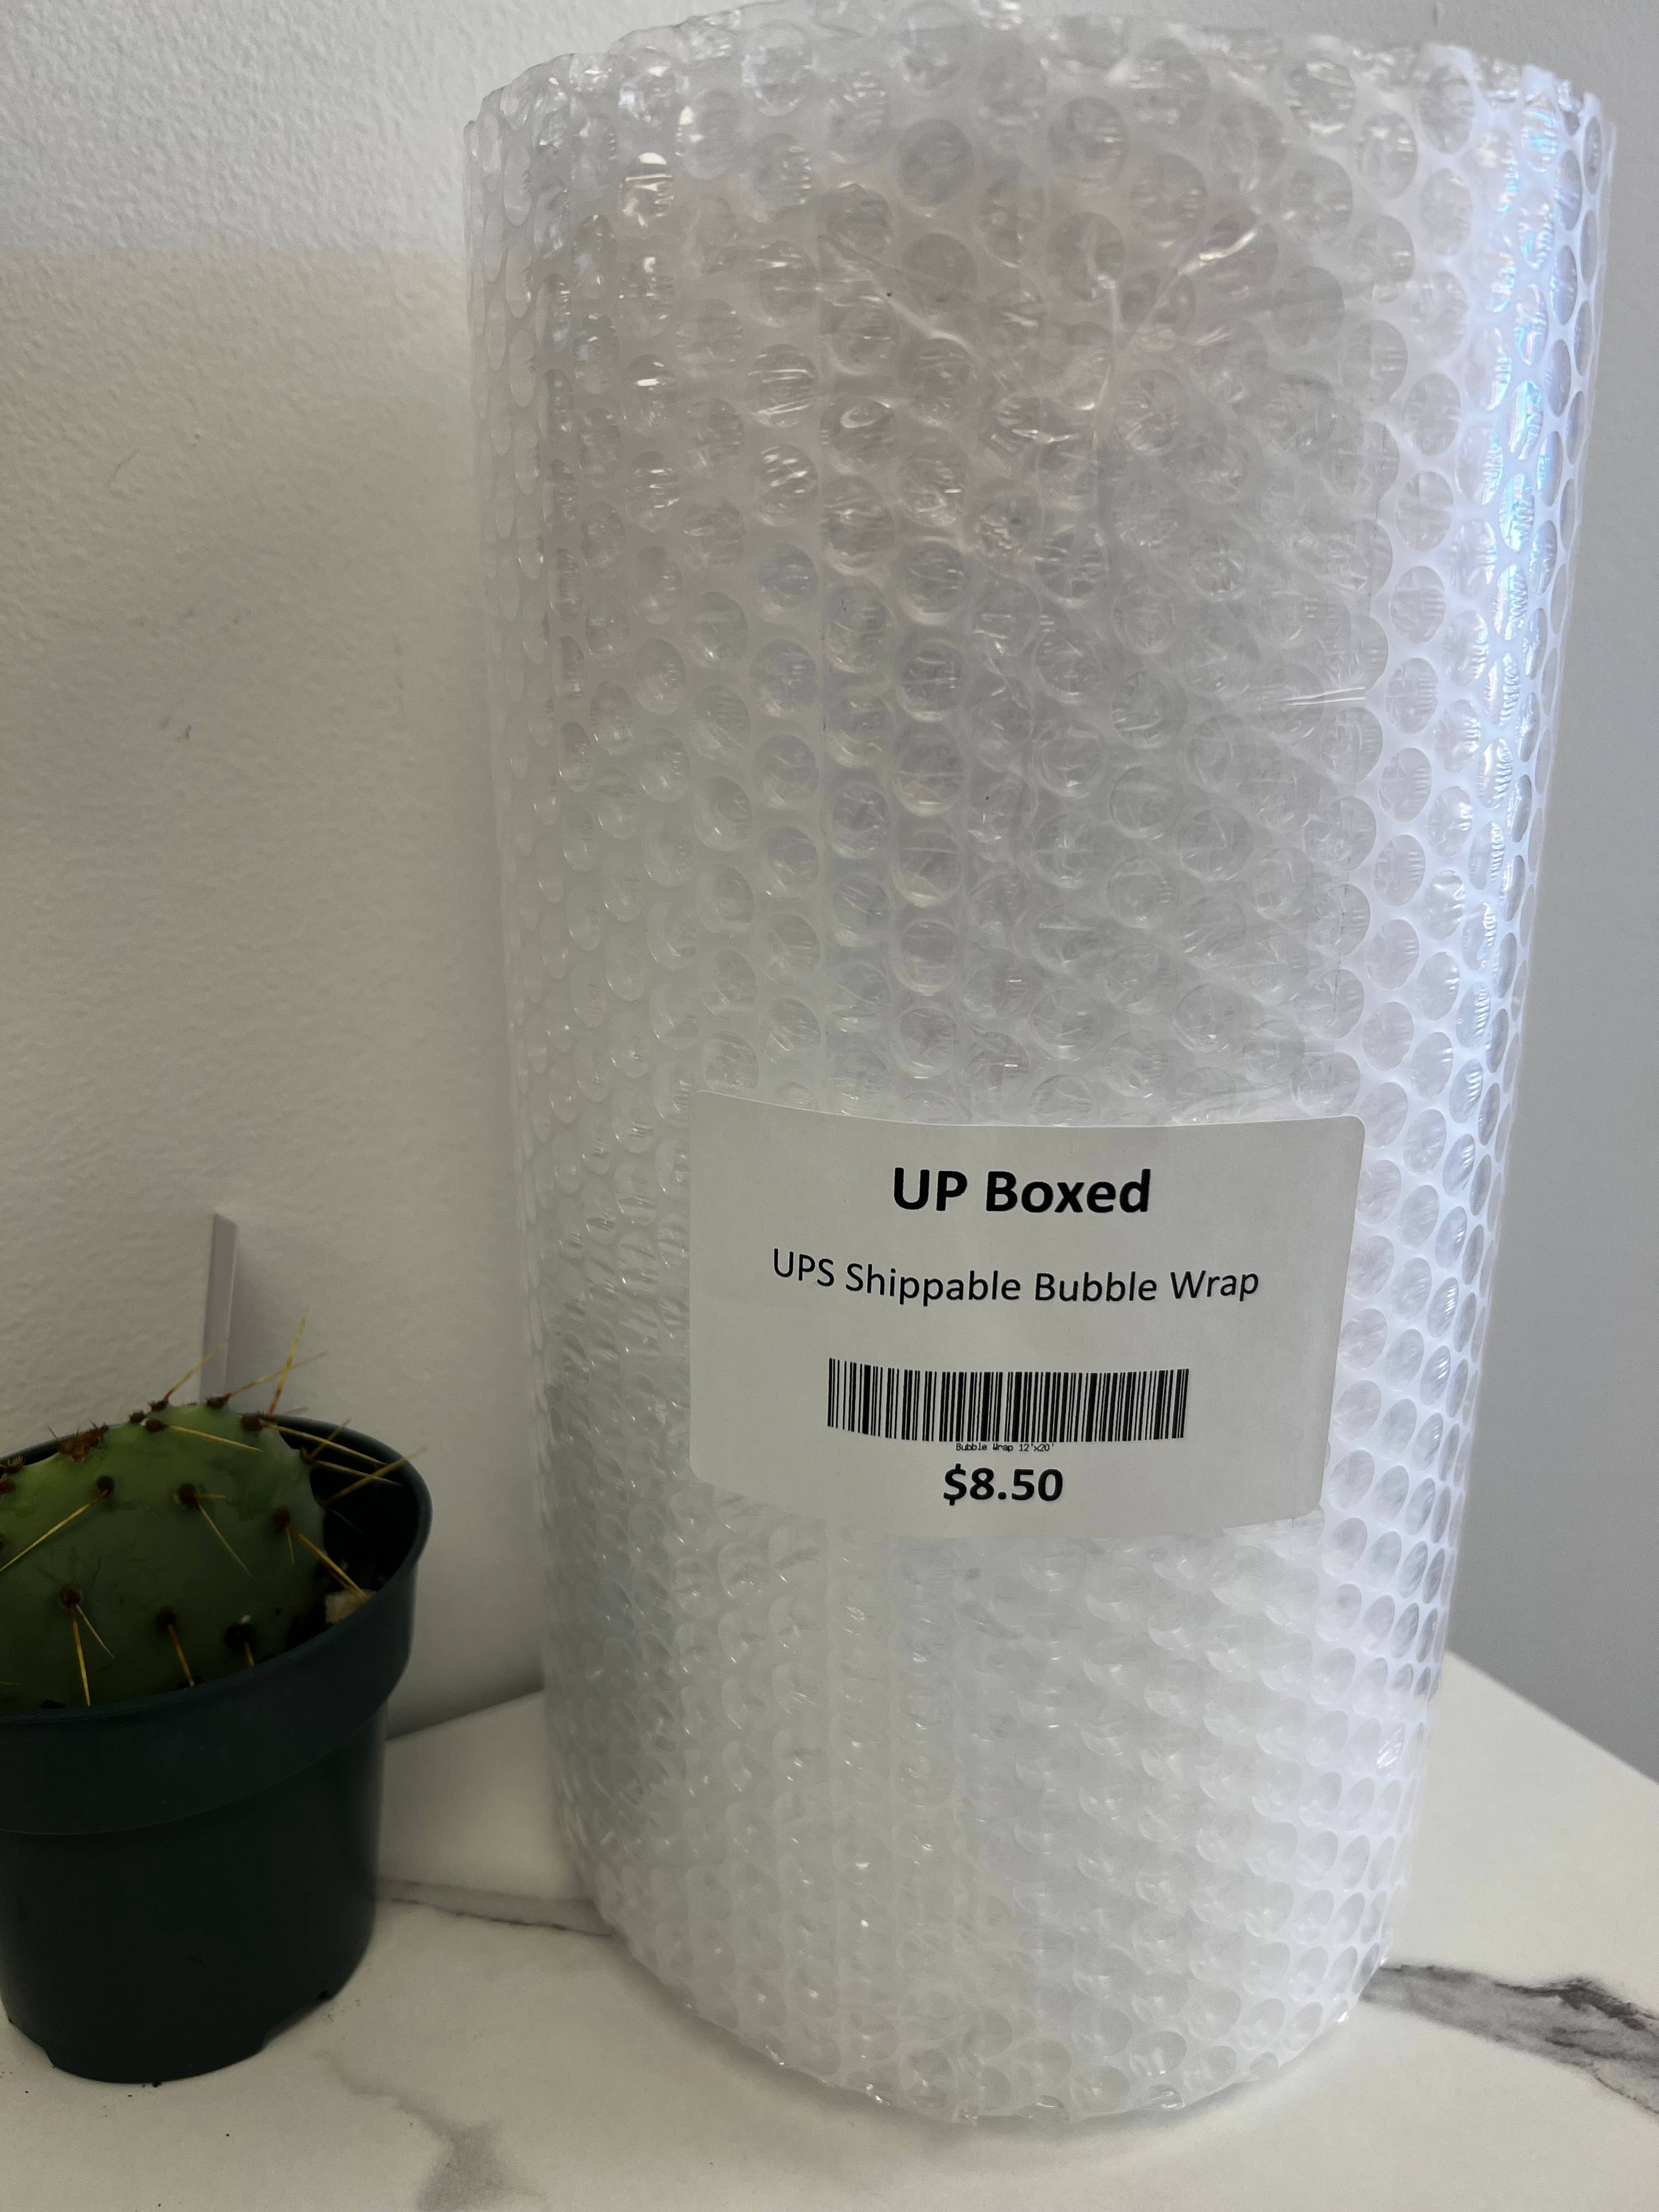 UP Boxed
UPS Shippable Bubble Wrap
Bubble Wrap 12'x20'
$8.50